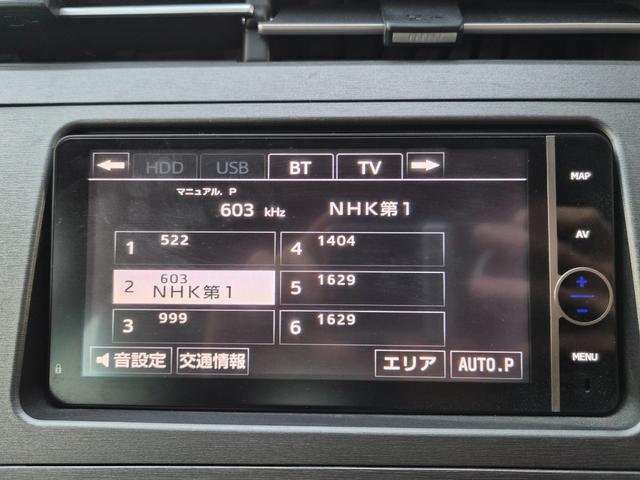 HDD USB BT TV
マニュアル. P
603 kHz NHK第1
1 522 4 1404
2 603 NHK第1 5 1629
3 999 6 1629
音設定 交通情報 エリア AUTO.P
MAP
AV
+
−
MENU